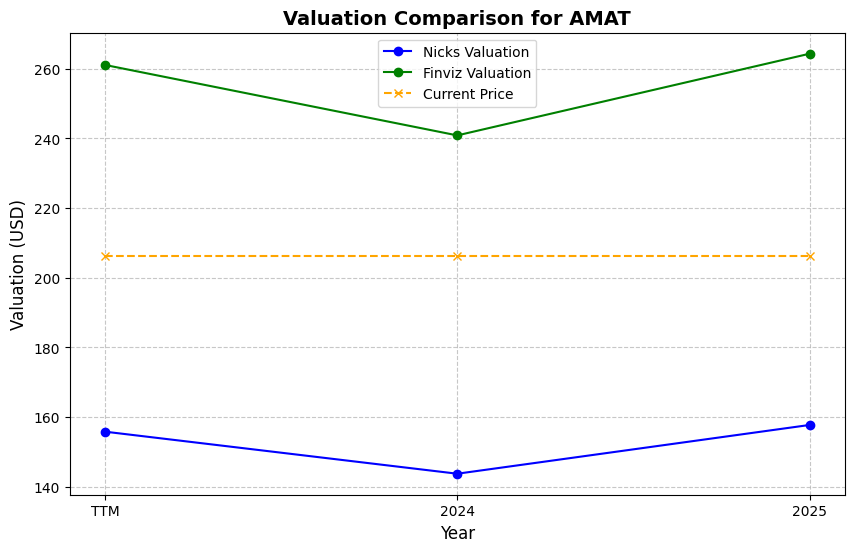 Valuation Comparison for AMAT
Nicks Valuation
Finviz Valuation
Current Price
Valuation (USD)
260
240
220
200
180
160
140
TTM
2024
2025
Year